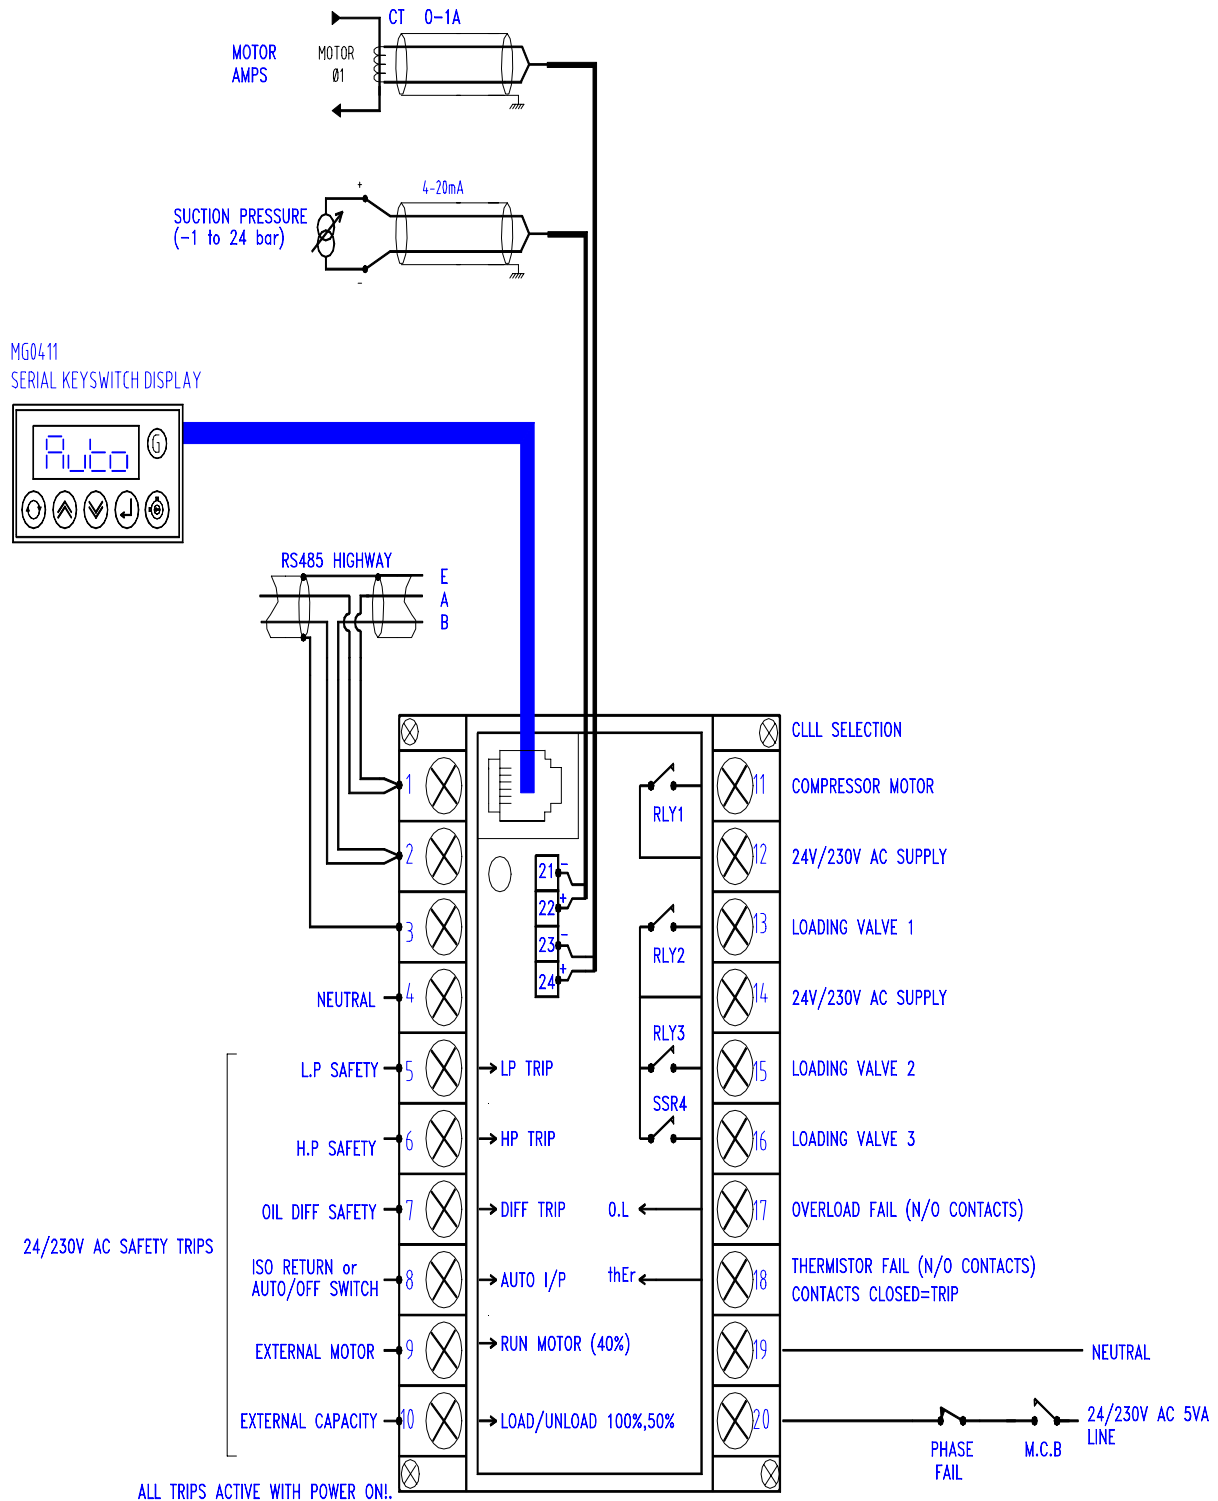 CT 0-1A
MOTOR
AMPS
MOTOR
Ø1
4-20mA
+
-
SUCTION PRESSURE
(-1 to 24 bar)
MG0411
SERIAL KEYSWITCH DISPLAY
Auto
G
RS485 HIGHWAY
E
A
B
1
2
3
NEUTRAL 4
L.P SAFETY 5
H.P SAFETY 6
OIL DIFF SAFETY 7
ISO RETURN or
AUTO/OFF SWITCH 8
EXTERNAL MOTOR 9
EXTERNAL CAPACITY 10
24/230V AC SAFETY TRIPS
ALL TRIPS ACTIVE WITH POWER ON!.
21 -
22 +
23 -
24 +
LP TRIP
HP TRIP
DIFF TRIP
AUTO I/P
RUN MOTOR (40%)
LOAD/UNLOAD 100%,50%
RLY1
RLY2
RLY3
SSR4
O.L
thEr
CLLL SELECTION
11 COMPRESSOR MOTOR
12 24V/230V AC SUPPLY
13 LOADING VALVE 1
14 24V/230V AC SUPPLY
15 LOADING VALVE 2
16 LOADING VALVE 3
17 OVERLOAD FAIL (N/O CONTACTS)
18 THERMISTOR FAIL (N/O CONTACTS)
CONTACTS CLOSED=TRIP
19 NEUTRAL
20 24/230V AC 5VA
LINE
PHASE
FAIL
M.C.B